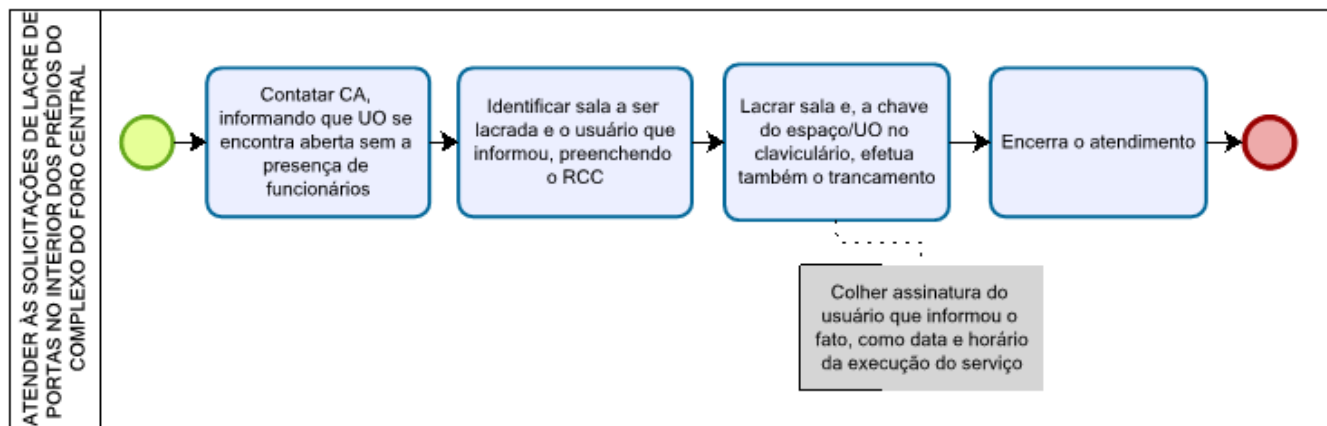 ATENDER ÀS SOLICITAÇÕES DE LACRE DE
PORTAS NO INTERIOR DOS PRÉDIOS DO
COMPLEXO DO FORO CENTRAL
Contatar CA,
informando que UO se
encontra aberta sem a
presença de
funcionários
Identificar sala a ser
lacrada e o usuário que
informou, preenchendo
o RCC
Lacrar sala e, a chave
do espaço/UO no
claviculário, efetua
também o trancamento
Encerra o atendimento
Colher assinatura do
usuário que informou o
fato, como data e horário
da execução do serviço